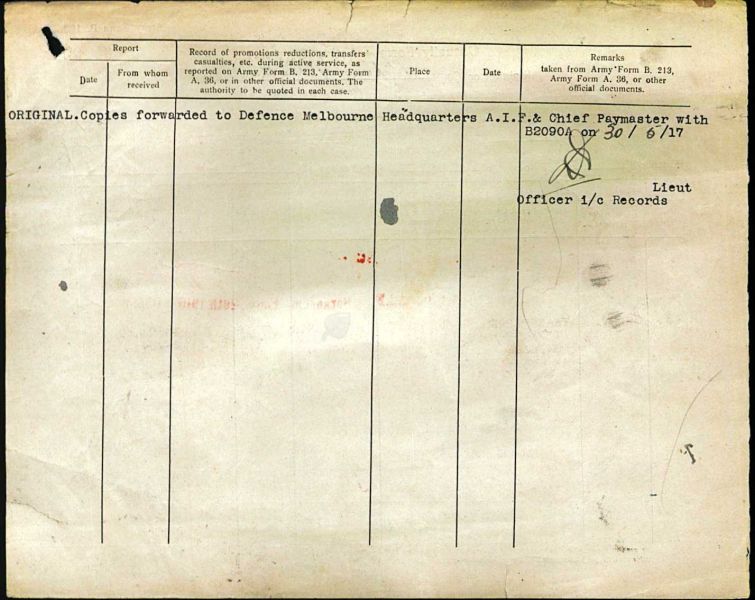 Report
Date
From whom
received
Record of promotions reductions, transfers
casualties, etc. during active service, as
reported on Army Form B. 213, Army Form
A. 36, or in other official documents. The
authority to be quoted in each case.
Place
Date
Remarks
taken from Army Form B. 213,
Army Form A. 36, or other
official documents.
ORIGINAL.Copies forwarded to Defence Melbourne Headquarters A.I.F.& Chief Paymaster with
B2090A on 30/6/17
Lieut
Officer i/c Records